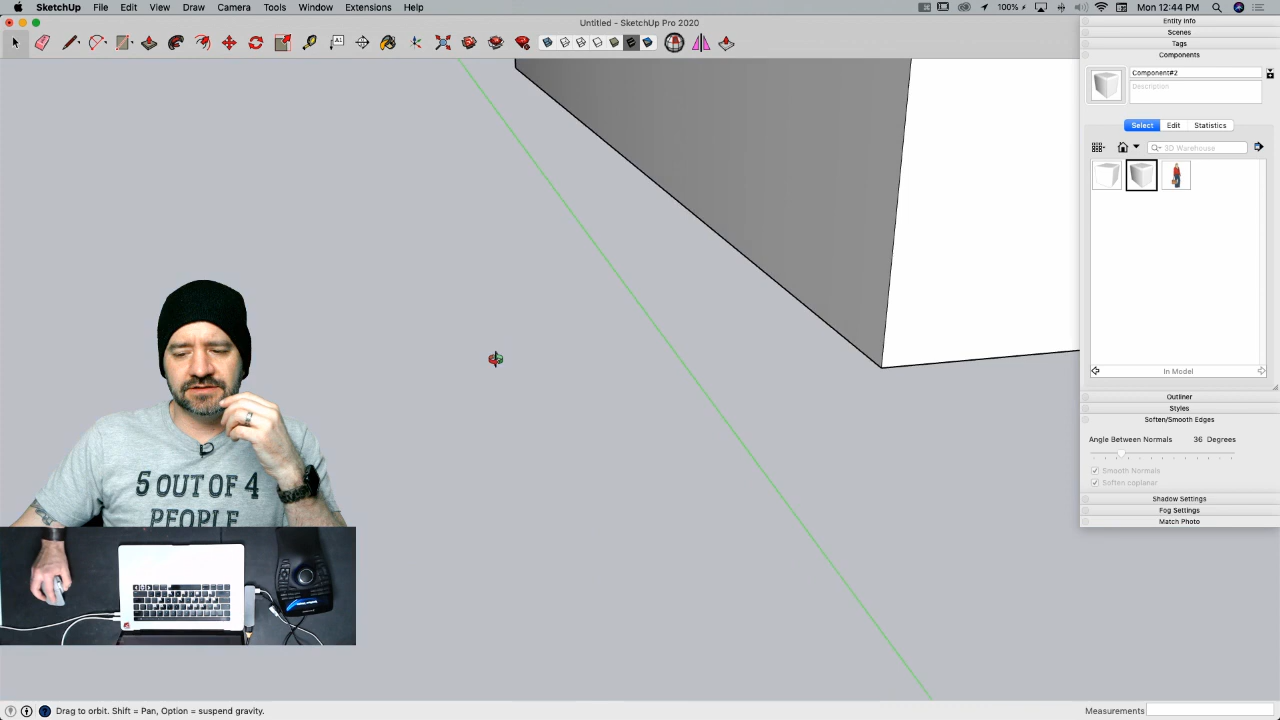 SketchUp File Edit View Draw Camera Tools Window Extensions Help 100% Mon 12:44 PM
Untitled - SketchUp Pro 2020
Entity Info
Scenes
Tags
Components
Component#2
Description
Select Edit Statistics
3D Warehouse
In Model
Outliner
Styles
Soften/Smooth Edges
Angle Between Normals 36 Degrees
Smooth Normals
Soften coplanar
Shadow Settings
Fog Settings
Match Photo
5 OUT OF 4
PEOPLE
Drag to orbit. Shift = Pan, Option = suspend gravity.
Measurements